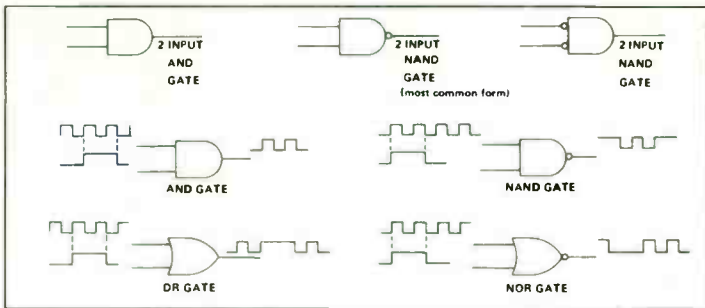 2 INPUT
AND
GATE
2 INPUT
NAND
GATE
(most common form)
2 INPUT
NAND
GATE
AND GATE
NAND GATE
DR GATE
NOR GATE